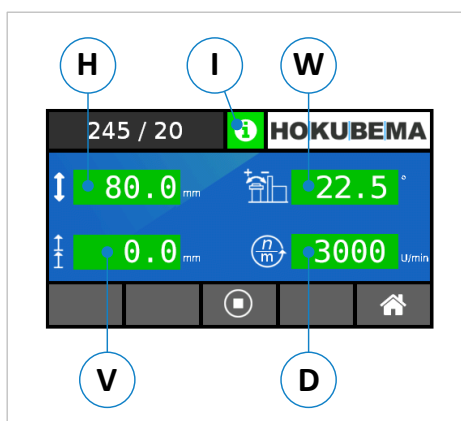 H I W
245 / 20 i HOKUBEMA
80.0 mm 22.5 °
0.0 mm n/m 3000 U/min
V D